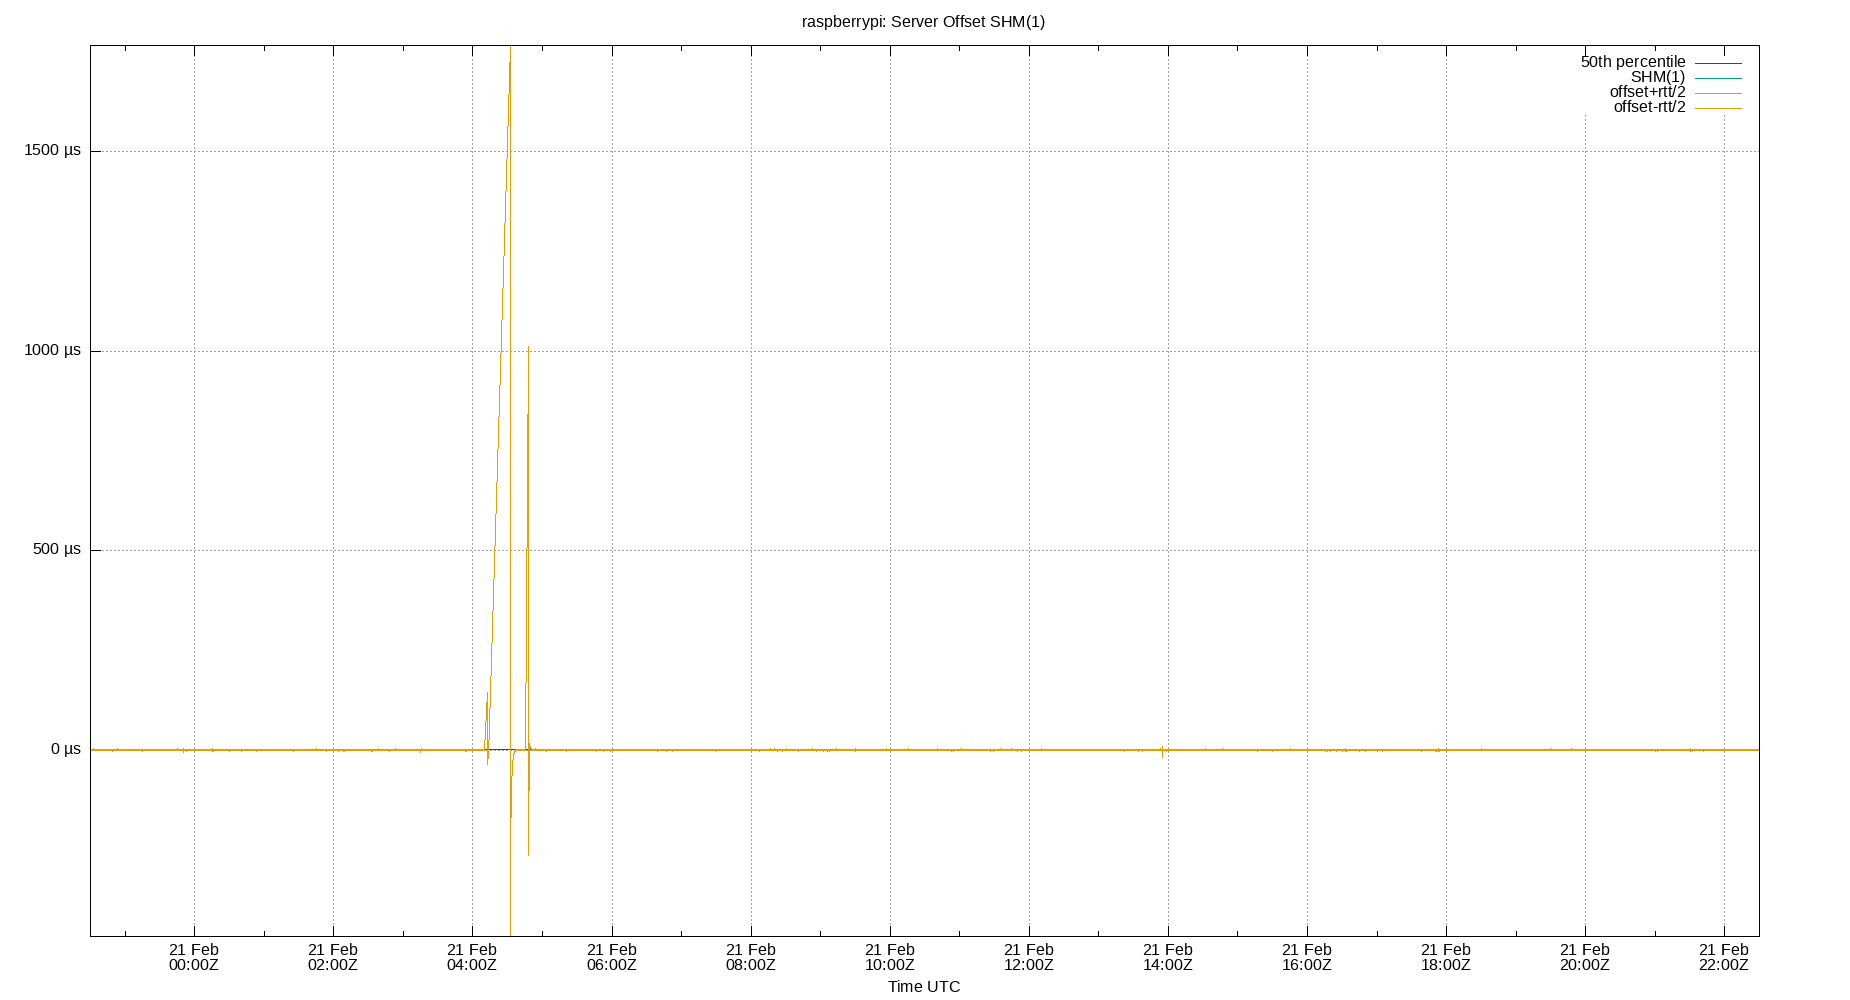 raspberrypi: Server Offset SHM(1)
50th percentile
SHM(1)
offset+rtt/2
offset-rtt/2
1500 µs
1000 µs
500 µs
0 µs
21 Feb 21 Feb 21 Feb 21 Feb 21 Feb 21 Feb 21 Feb 21 Feb 21 Feb 21 Feb 21 Feb 21 Feb
00:00Z 02:00Z 04:00Z 06:00Z 08:00Z 10:00Z 12:00Z 14:00Z 16:00Z 18:00Z 20:00Z 22:00Z
Time UTC